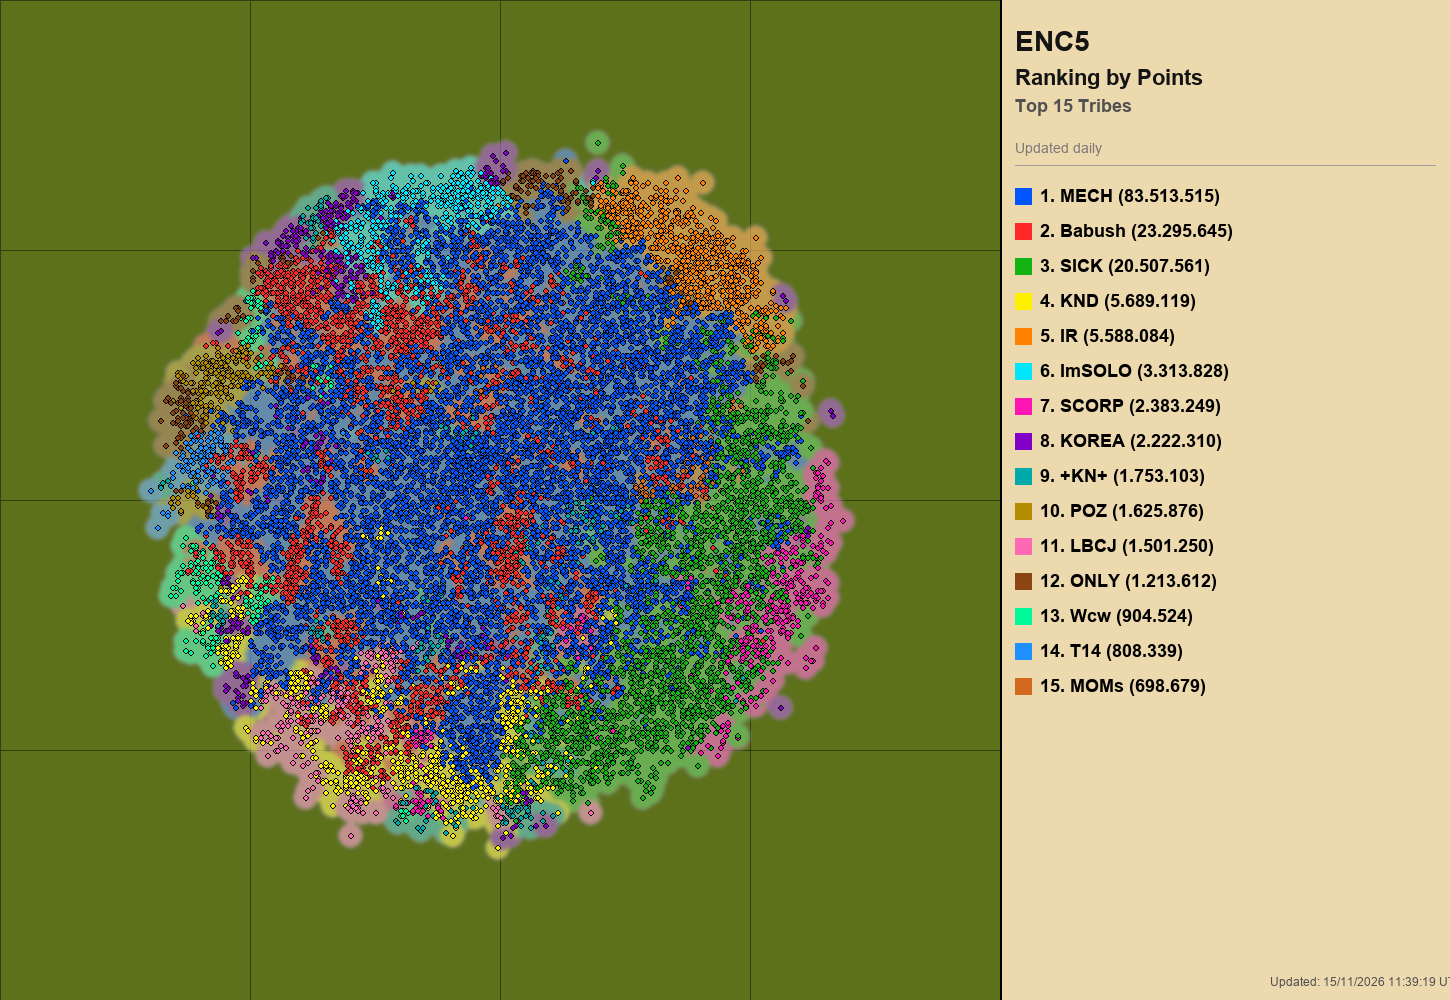 ENC5
Ranking by Points
Top 15 Tribes
Updated daily
1. MECH (83.513.515)
2. Babush (23.295.645)
3. SICK (20.507.561)
4. KND (5.689.119)
5. IR (5.588.084)
6. ImSOLO (3.313.828)
7. SCORP (2.383.249)
8. KOREA (2.222.310)
9. +KN+ (1.753.103)
10. POZ (1.625.876)
11. LBCJ (1.501.250)
12. ONLY (1.213.612)
13. Wcw (904.524)
14. T14 (808.339)
15. MOMs (698.679)
Updated: 15/11/2026 11:39:19